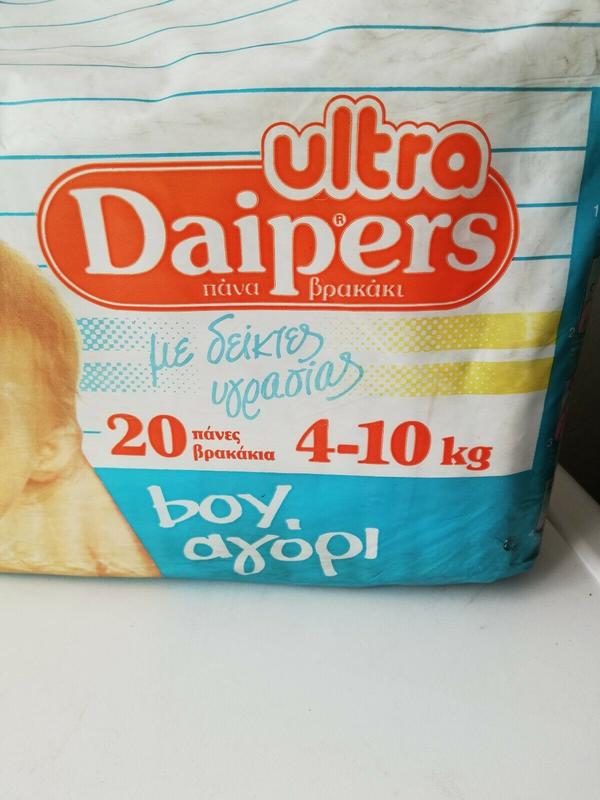 ultra
Daipers®
πάνα βρακάκι
με δείκτες
υγρασίας
20 πάνες
βρακάκια
4-10 kg
boy,
αγόρι